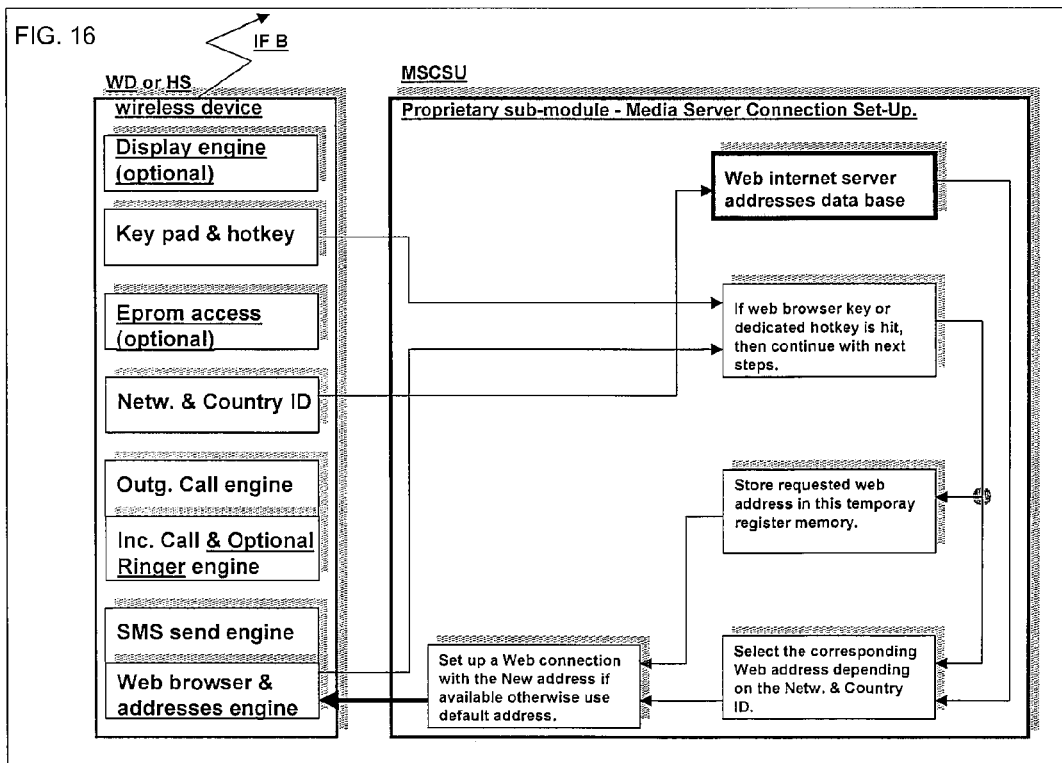 FIG. 16
IF B
WD or HS
wireless device
Display engine
(optional)
Key pad & hotkey
Eprom access
(optional)
Netw. & Country ID
Outg. Call engine
Inc. Call & Optional
Ringer engine
SMS send engine
Web browser &
addresses engine
MSCSU
Proprietary sub-module - Media Server Connection Set-Up.
Web internet server
addresses data base
If web browser key or
dedicated hotkey is hit,
then continue with next
steps.
Store requested web
address in this temporay
register memory.
Select the corresponding
Web address depending
on the Netw. & Country
ID.
Set up a Web connection
with the New address if
available otherwise use
default address.